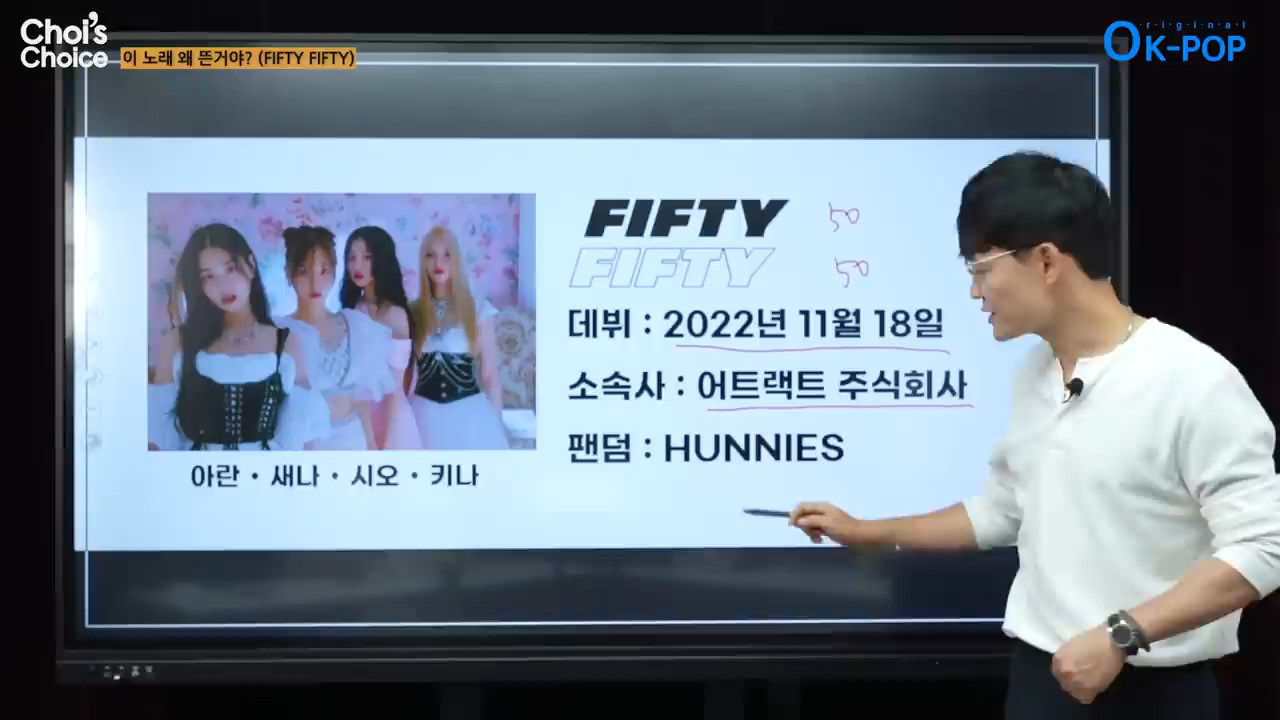 Choi's
Choice
이 노래 왜 뜬거야? (FIFTY FIFTY)
Original
K-POP
FIFTY 50
FIFTY 50
데뷔 : 2022년 11월 18일
소속사 : 어트랙트 주식회사
팬덤 : HUNNIES
아란 · 새나 · 시오 · 키나